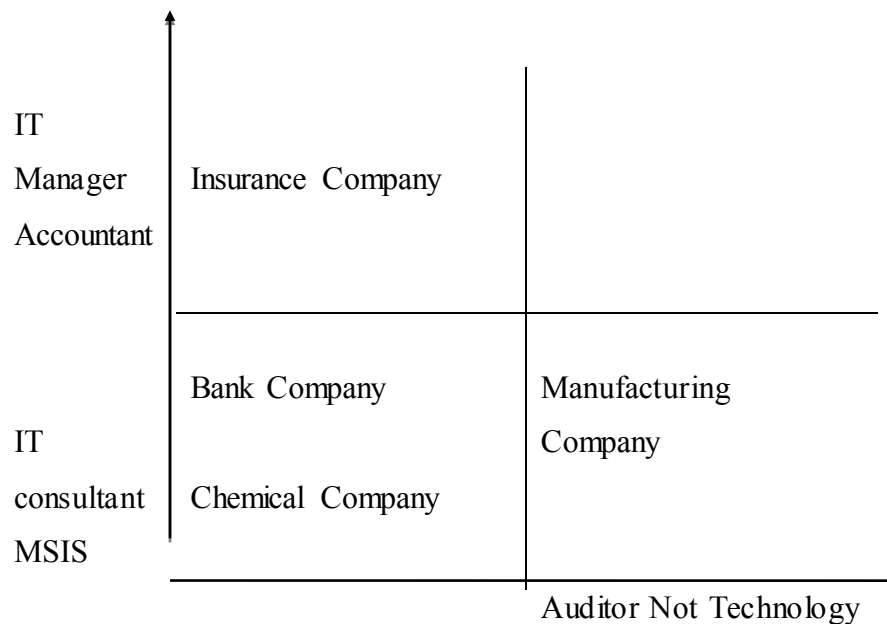 IT
Manager
Accountant
Insurance Company
Bank Company
Manufacturing
Company
IT
consultant
MSIS
Chemical Company
Auditor Not Technology